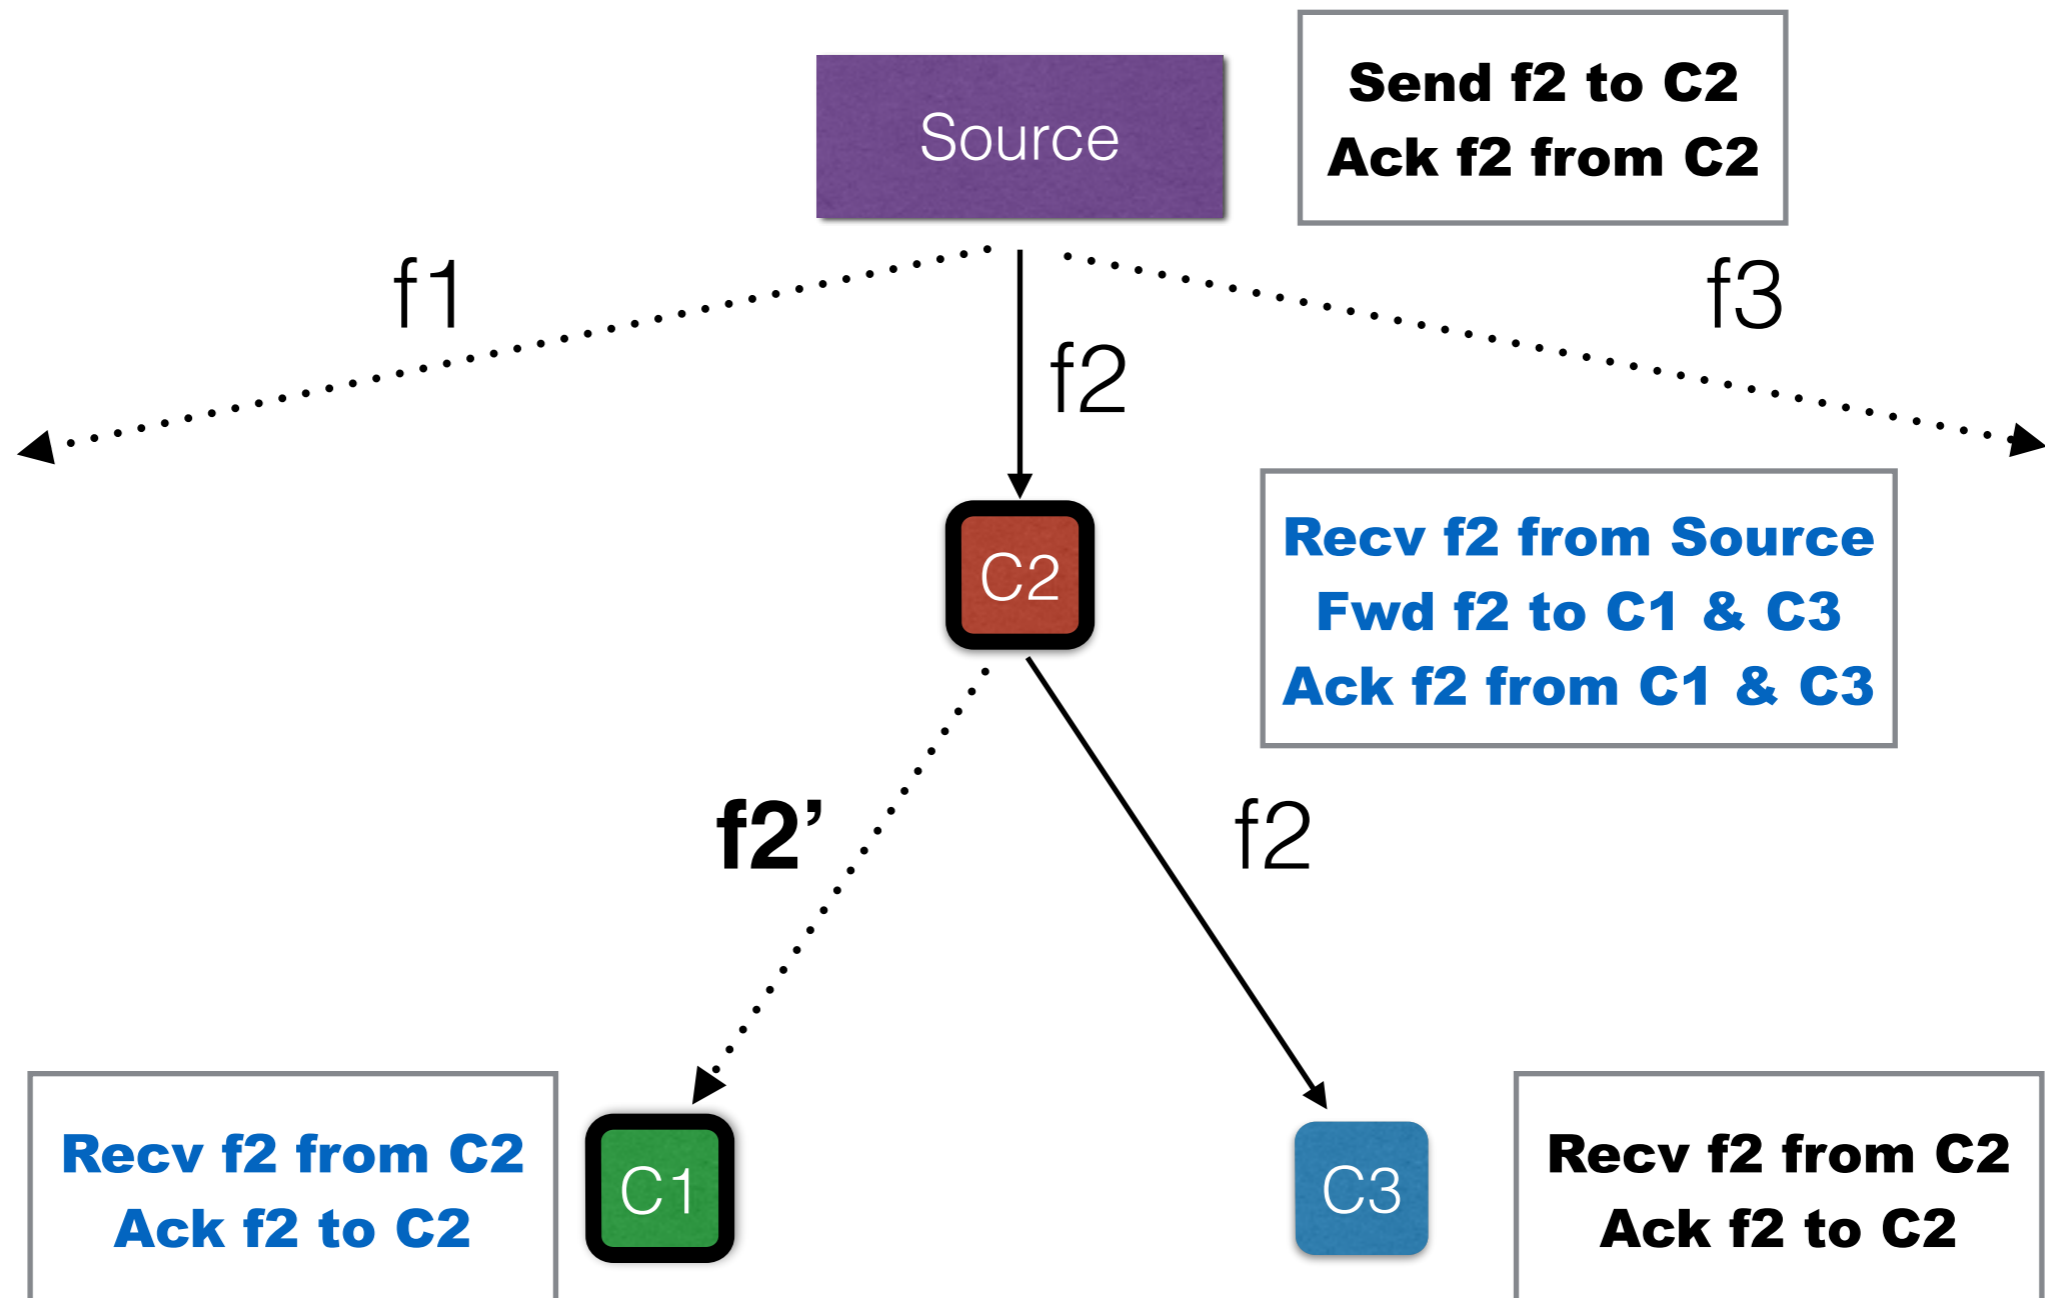 Source
Send f2 to C2
Ack f2 from C2
f1
f3
f2
C2
Recv f2 from Source
Fwd f2 to C1 & C3
Ack f2 from C1 & C3
f2’
f2
Recv f2 from C2
Ack f2 to C2
C1
C3
Recv f2 from C2
Ack f2 to C2